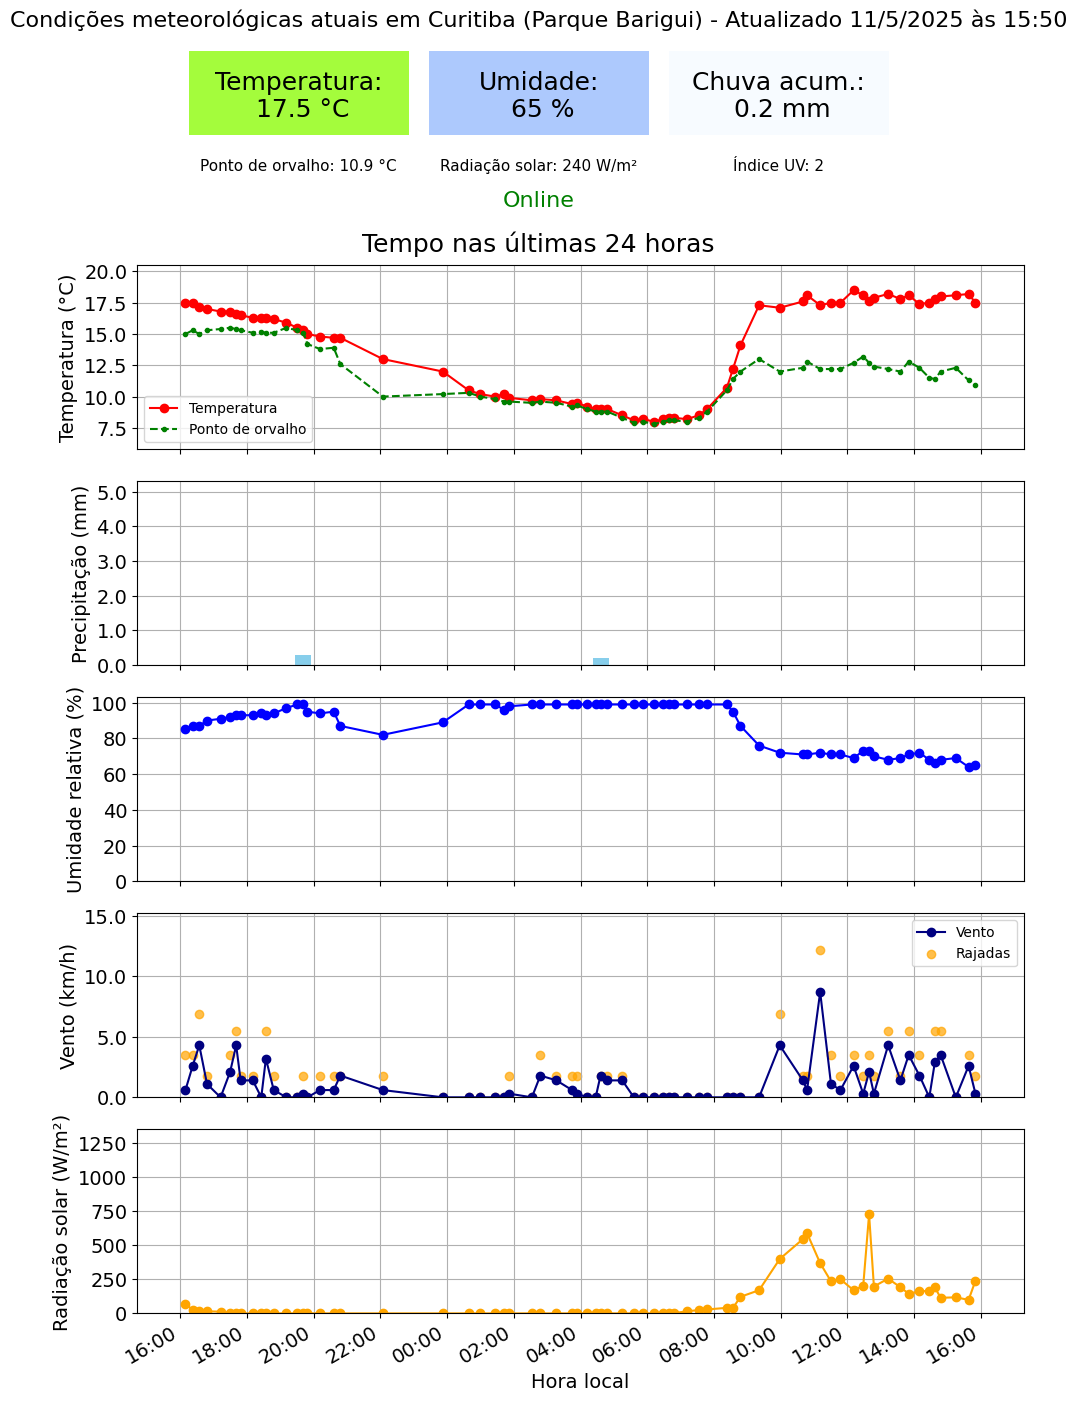 Condições meteorológicas atuais em Curitiba (Parque Barigui) - Atualizado 11/5/2025 às 15:50
Temperatura:
17.5 °C
Umidade:
65 %
Chuva acum.:
0.2 mm
Ponto de orvalho: 10.9 °C
Radiação solar: 240 W/m²
Índice UV: 2
Online
Tempo nas últimas 24 horas
Temperatura (°C)
20.0
17.5
15.0
12.5
10.0
7.5
Temperatura
Ponto de orvalho
Precipitação (mm)
5.0
4.0
3.0
2.0
1.0
0.0
Umidade relativa (%)
100
80
60
40
20
0
Vento (km/h)
15.0
10.0
5.0
0.0
Vento
Rajadas
Radiação solar (W/m²)
1250
1000
750
500
250
0
16:00
18:00
20:00
22:00
00:00
02:00
04:00
06:00
08:00
10:00
12:00
14:00
16:00
Hora local